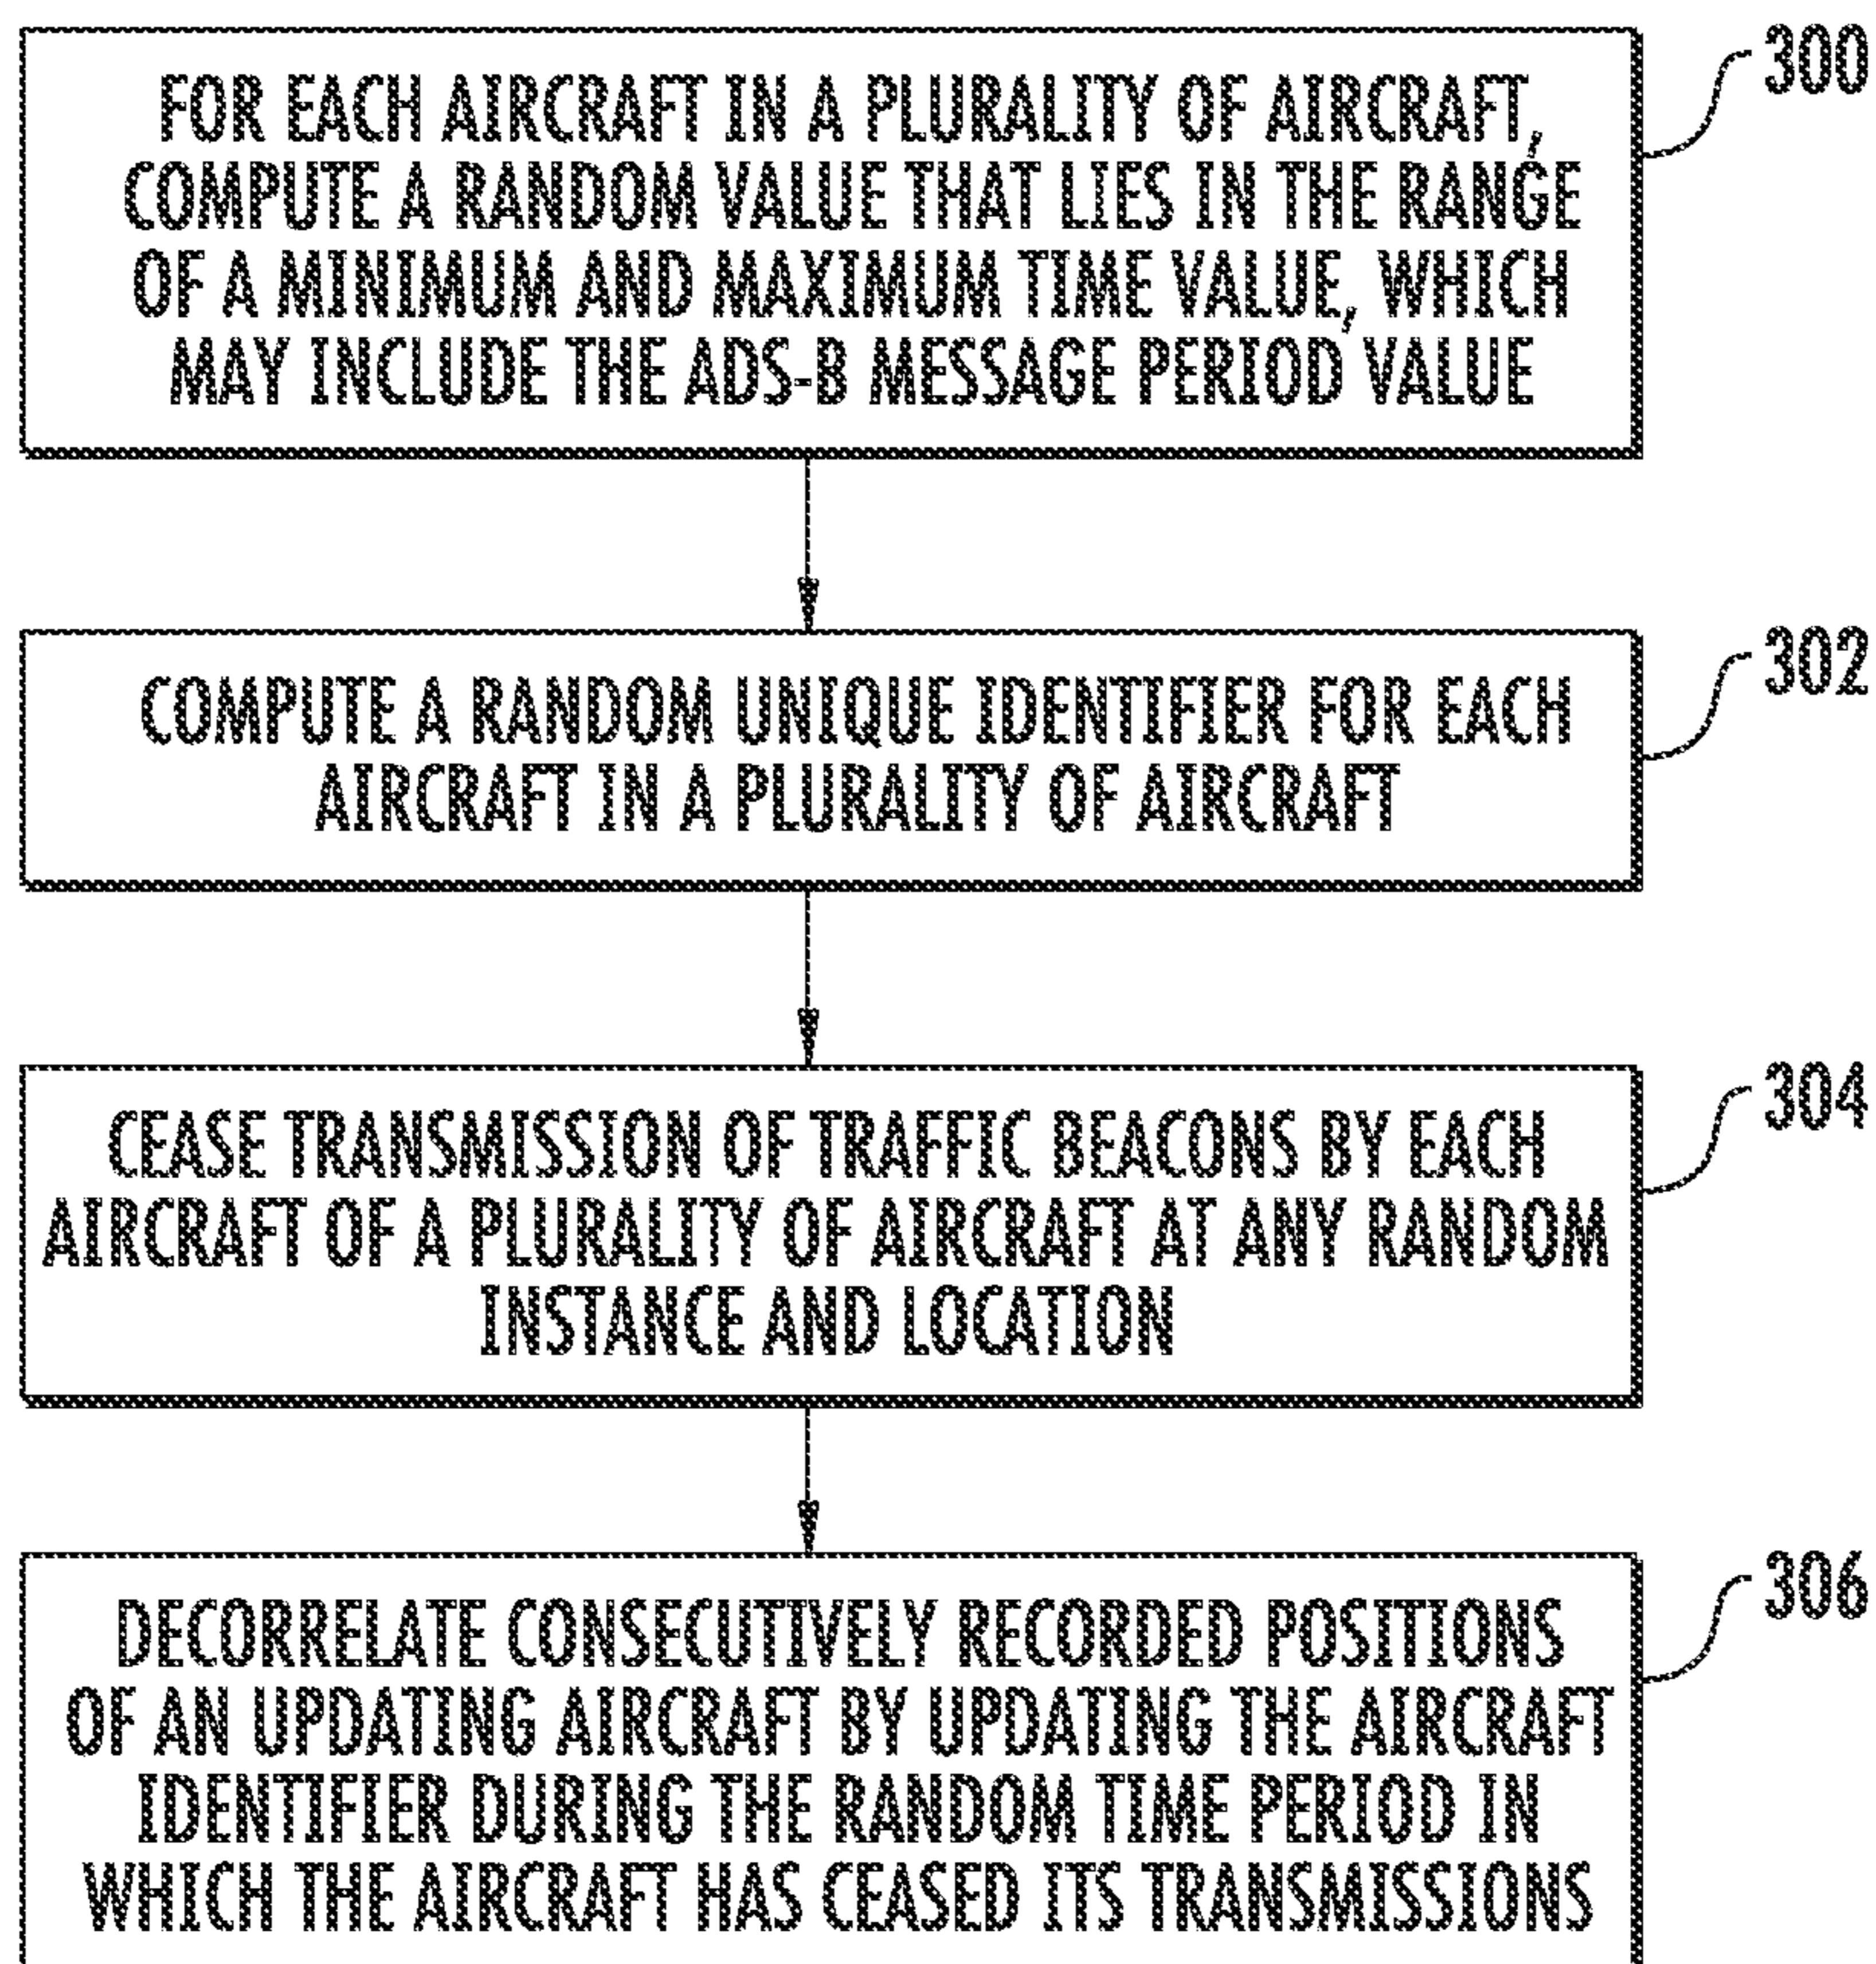 FOR EACH AIRCRAFT IN A PLURALITY OF AIRCRAFT,
COMPUTE A RANDOM VALUE THAT LIES IN THE RANGE
OF A MINIMUM AND MAXIMUM TIME VALUE, WHICH
MAY INCLUDE THE ADS-B MESSAGE PERIOD VALUE
300
COMPUTE A RANDOM UNIQUE IDENTIFIER FOR EACH
AIRCRAFT IN A PLURALITY OF AIRCRAFT
302
CEASE TRANSMISSION OF TRAFFIC BEACONS BY EACH
AIRCRAFT OF A PLURALITY OF AIRCRAFT AT ANY RANDOM
INSTANCE AND LOCATION
304
DECORRELATE CONSECUTIVELY RECORDED POSITIONS
OF AN UPDATING AIRCRAFT BY UPDATING THE AIRCRAFT
IDENTIFIER DURING THE RANDOM TIME PERIOD IN
WHICH THE AIRCRAFT HAS CEASED ITS TRANSMISSIONS
306